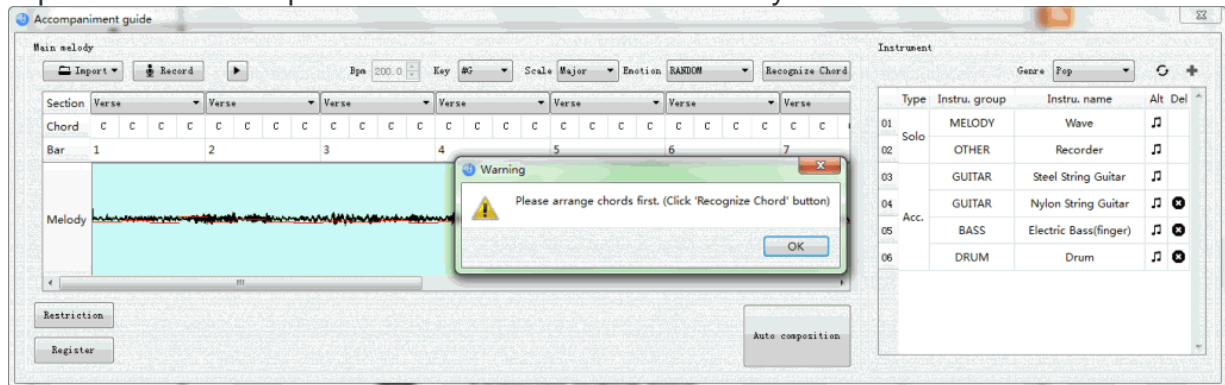 Accompaniment guide
Main melody
Import Record Bpm 200.0 Key #G Scale Major Emotion RANDOM Recognize Chord
Section Verse Verse Verse Verse Verse Verse Verse
Chord C C C C C C C C C C C C C C C C C C C C C C C C C C
Bar 1 2 3 4 5 6 7
Melody
Warning
Please arrange chords first. (Click 'Recognize Chord' button)
OK
Restriction
Register
Auto composition
Instrument
Genre Pop
Type Instru. group Instru. name Alt Del
01 Solo MELODY Wave
02 OTHER Recorder
03 Acc. GUITAR Steel String Guitar
04 GUITAR Nylon String Guitar
05 BASS Electric Bass(finger)
06 DRUM Drum